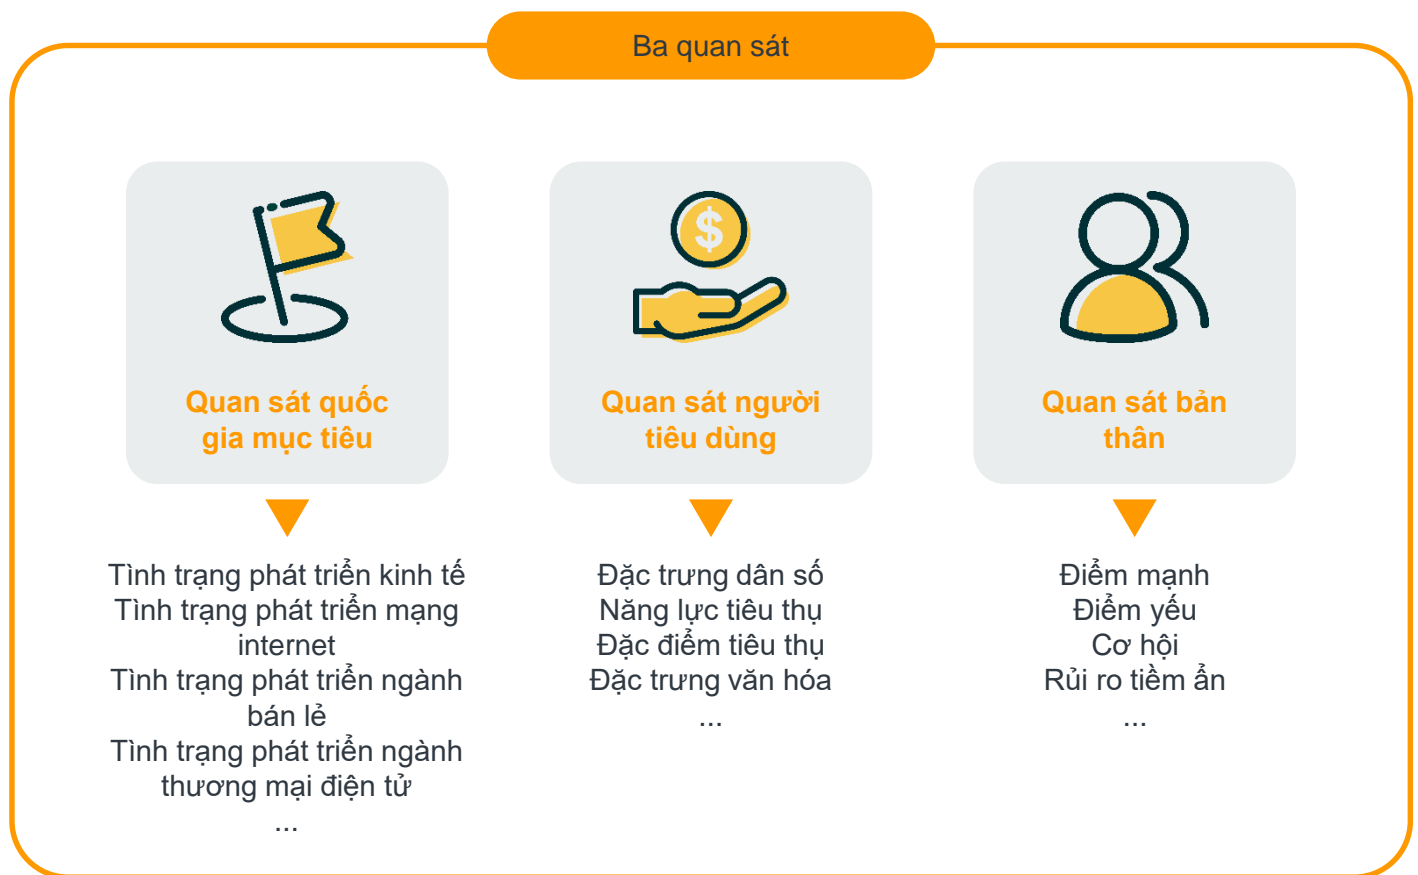 Ba quan sát
Quan sát quốc
gia mục tiêu
Tình trạng phát triển kinh tế
Tình trạng phát triển mạng
internet
Tình trạng phát triển ngành
bán lẻ
Tình trạng phát triển ngành
thương mại điện tử
...
$
Quan sát người
tiêu dùng
Đặc trưng dân số
Năng lực tiêu thụ
Đặc điểm tiêu thụ
Đặc trưng văn hóa
...
Quan sát bản
thân
Điểm mạnh
Điểm yếu
Cơ hội
Rủi ro tiềm ẩn
...